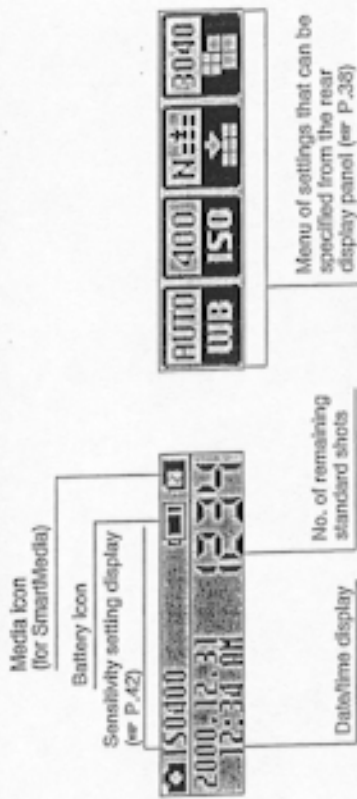 Media icon
(for SmartMedia)
Battery icon
Sensitivity setting display
(☞ P.42)
ISO400
2000.12.31
12:34 AM
Date/time display
No. of remaining
standard shots
AUTO
WB
400
ISO
N
3040
Menu of settings that can be
specified from the rear
display panel (☞ P.38)